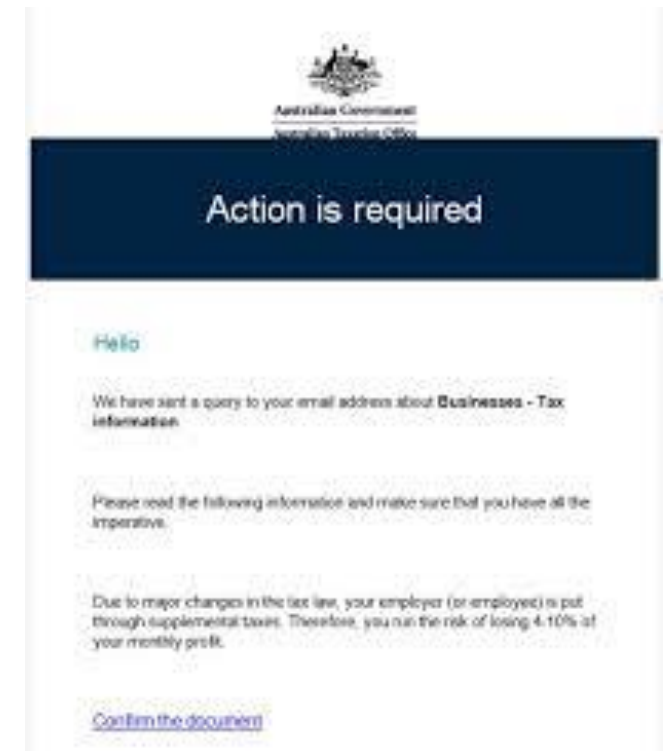 Australian Government
Australian Taxation Office
Action is required
Hello
We have sent a query to your email address about Businesses - Tax
information
Please read the following information and make sure that you have all the
imperative.
Due to major changes in the tax law, your employer (or employee) is put
through supplemental taxes. Therefore, you run the risk of losing 4-10% of
your monthly profit.
Confirm the document